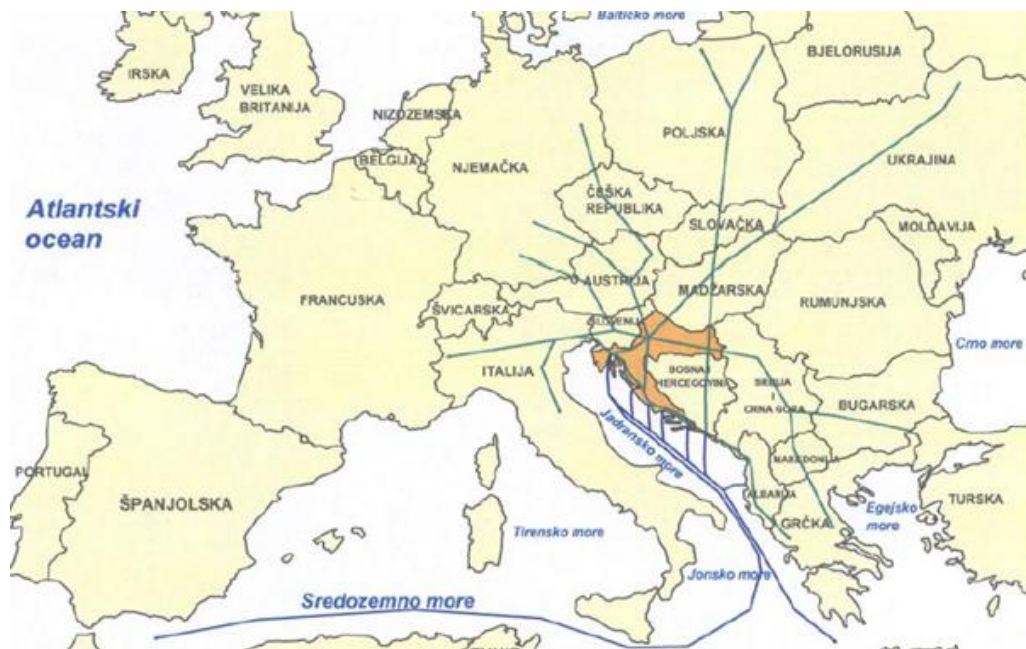 Baltičko more
BJELORUSIJA
IRSKA
VELIKA
BRITANIJA
NIZOZEMSKA
POLJSKA
BELGIJA
NJEMAČKA
UKRAJINA
ČEŠKA
REPUBLIKA
Atlantski
ocean
SLOVAČKA
MOLDAVIJA
AUSTRIJA
MADŽARSKA
FRANCUSKA
ŠVICARSKA
RUMUNJSKA
Crno more
ITALIJA
BOSNA I
HERCEGOVINA
SRBIJA
I
CRNA GORA
BUGARSKA
Jadransko more
MAKEDONIJA
PORTUGAL
ŠPANJOLSKA
ALBANIJA
Egejsko
more
TURSKA
GRČKA
Tirensko more
Jonsko more
Sredozemno more